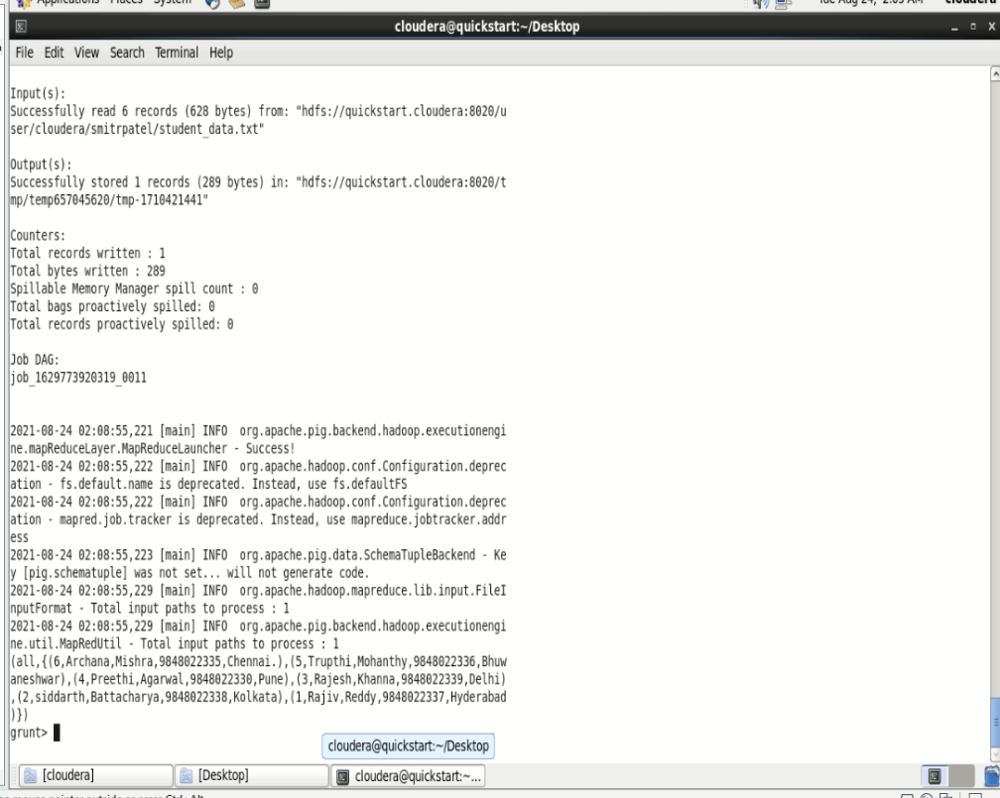 Applications Places System Tue Aug 24, 2:09 AM cloudera
cloudera@quickstart:~/Desktop
File Edit View Search Terminal Help
Input(s):
Successfully read 6 records (628 bytes) from: "hdfs://quickstart.cloudera:8020/u
ser/cloudera/smitrpatel/student_data.txt"
Output(s):
Successfully stored 1 records (289 bytes) in: "hdfs://quickstart.cloudera:8020/t
mp/temp657045620/tmp-1710421441"
Counters:
Total records written : 1
Total bytes written : 289
Spillable Memory Manager spill count : 0
Total bags proactively spilled: 0
Total records proactively spilled: 0
Job DAG:
job_1629773920319_0011
2021-08-24 02:08:55,221 [main] INFO  org.apache.pig.backend.hadoop.executionengi
ne.mapReduceLayer.MapReduceLauncher - Success!
2021-08-24 02:08:55,222 [main] INFO  org.apache.hadoop.conf.Configuration.deprec
ation - fs.default.name is deprecated. Instead, use fs.defaultFS
2021-08-24 02:08:55,222 [main] INFO  org.apache.hadoop.conf.Configuration.deprec
ation - mapred.job.tracker is deprecated. Instead, use mapreduce.jobtracker.addr
ess
2021-08-24 02:08:55,223 [main] INFO  org.apache.pig.data.SchemaTupleBackend - Ke
y [pig.schematuple] was not set... will not generate code.
2021-08-24 02:08:55,229 [main] INFO  org.apache.hadoop.mapreduce.lib.input.FileI
nputFormat - Total input paths to process : 1
2021-08-24 02:08:55,229 [main] INFO  org.apache.pig.backend.hadoop.executionengi
ne.util.MapRedUtil - Total input paths to process : 1
(all,{(6,Archana,Mishra,9848022335,Chennai.),(5,Trupthi,Mohanthy,9848022336,Bhuw
aneshwar),(4,Preethi,Agarwal,9848022330,Pune),(3,Rajesh,Khanna,9848022339,Delhi)
,(2,siddarth,Battacharya,9848022338,Kolkata),(1,Rajiv,Reddy,9848022337,Hyderabad
)})
grunt>
cloudera@quickstart:~/Desktop
[cloudera] [Desktop] cloudera@quickstart:~...